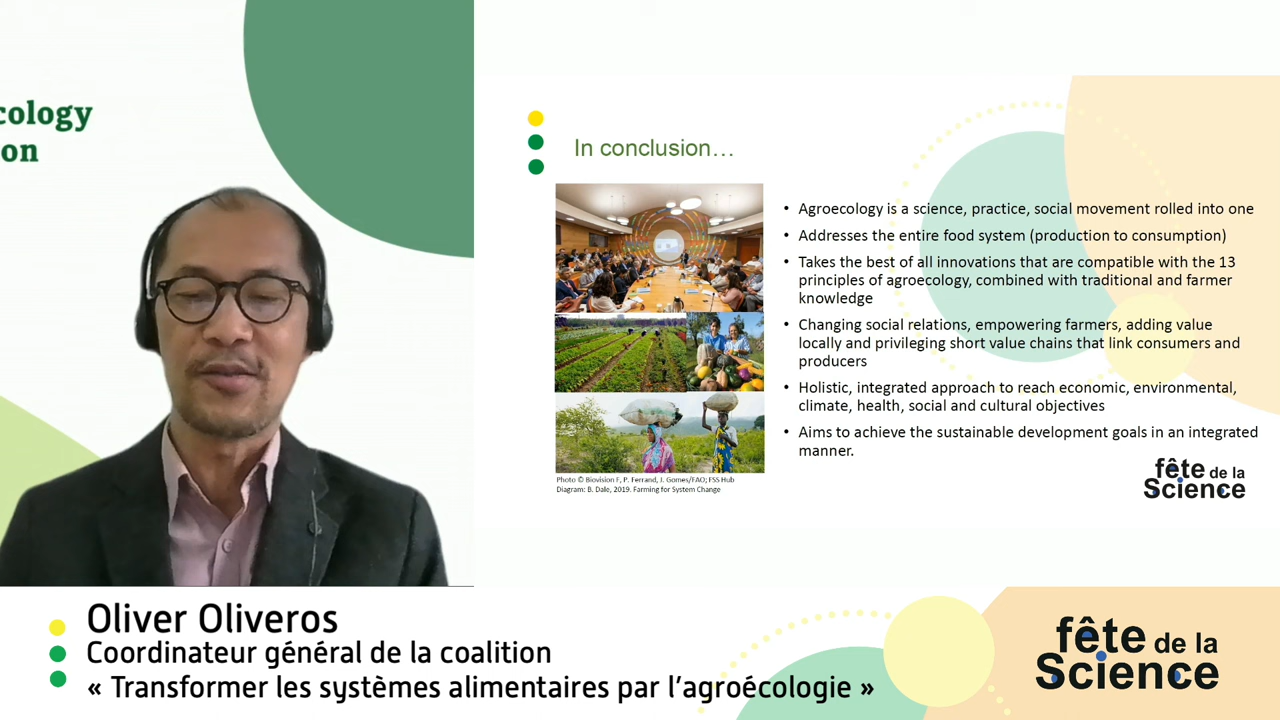 cology
on
In conclusion…
• Agroecology is a science, practice, social movement rolled into one
• Addresses the entire food system (production to consumption)
• Takes the best of all innovations that are compatible with the 13
principles of agroecology, combined with traditional and farmer
knowledge
• Changing social relations, empowering farmers, adding value
locally and privileging short value chains that link consumers and
producers
• Holistic, integrated approach to reach economic, environmental,
climate, health, social and cultural objectives
• Aims to achieve the sustainable development goals in an integrated
manner.
Photo © Biovision F, P. Ferrand, J. Gomes/FAO; FSS Hub
Diagram: B. Dale, 2019. Farming for System Change
fête de la
Science
Oliver Oliveros
Coordinateur général de la coalition
« Transformer les systèmes alimentaires par l’agroécologie »
fête de la
Science